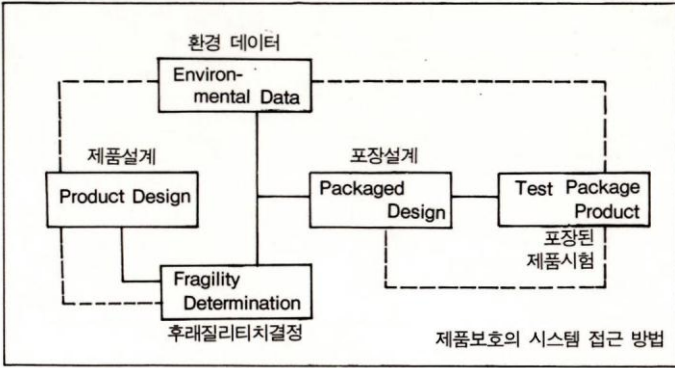 환경 데이터
Environ-
mental Data
제품설계
Product Design
포장설계
Packaged
Design
Test Package
Product
포장된
제품시험
Fragility
Determination
후래질리티치결정
제품보호의 시스템 접근 방법